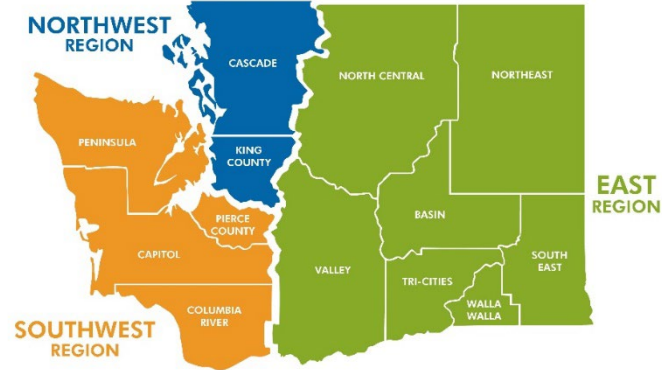 NORTHWEST
REGION
CASCADE
NORTH CENTRAL
NORTHEAST
PENINSULA
KING
COUNTY
EAST
REGION
PIERCE
COUNTY
BASIN
CAPITOL
VALLEY
SOUTH
EAST
TRI-CITIES
COLUMBIA
RIVER
WALLA
WALLA
SOUTHWEST
REGION